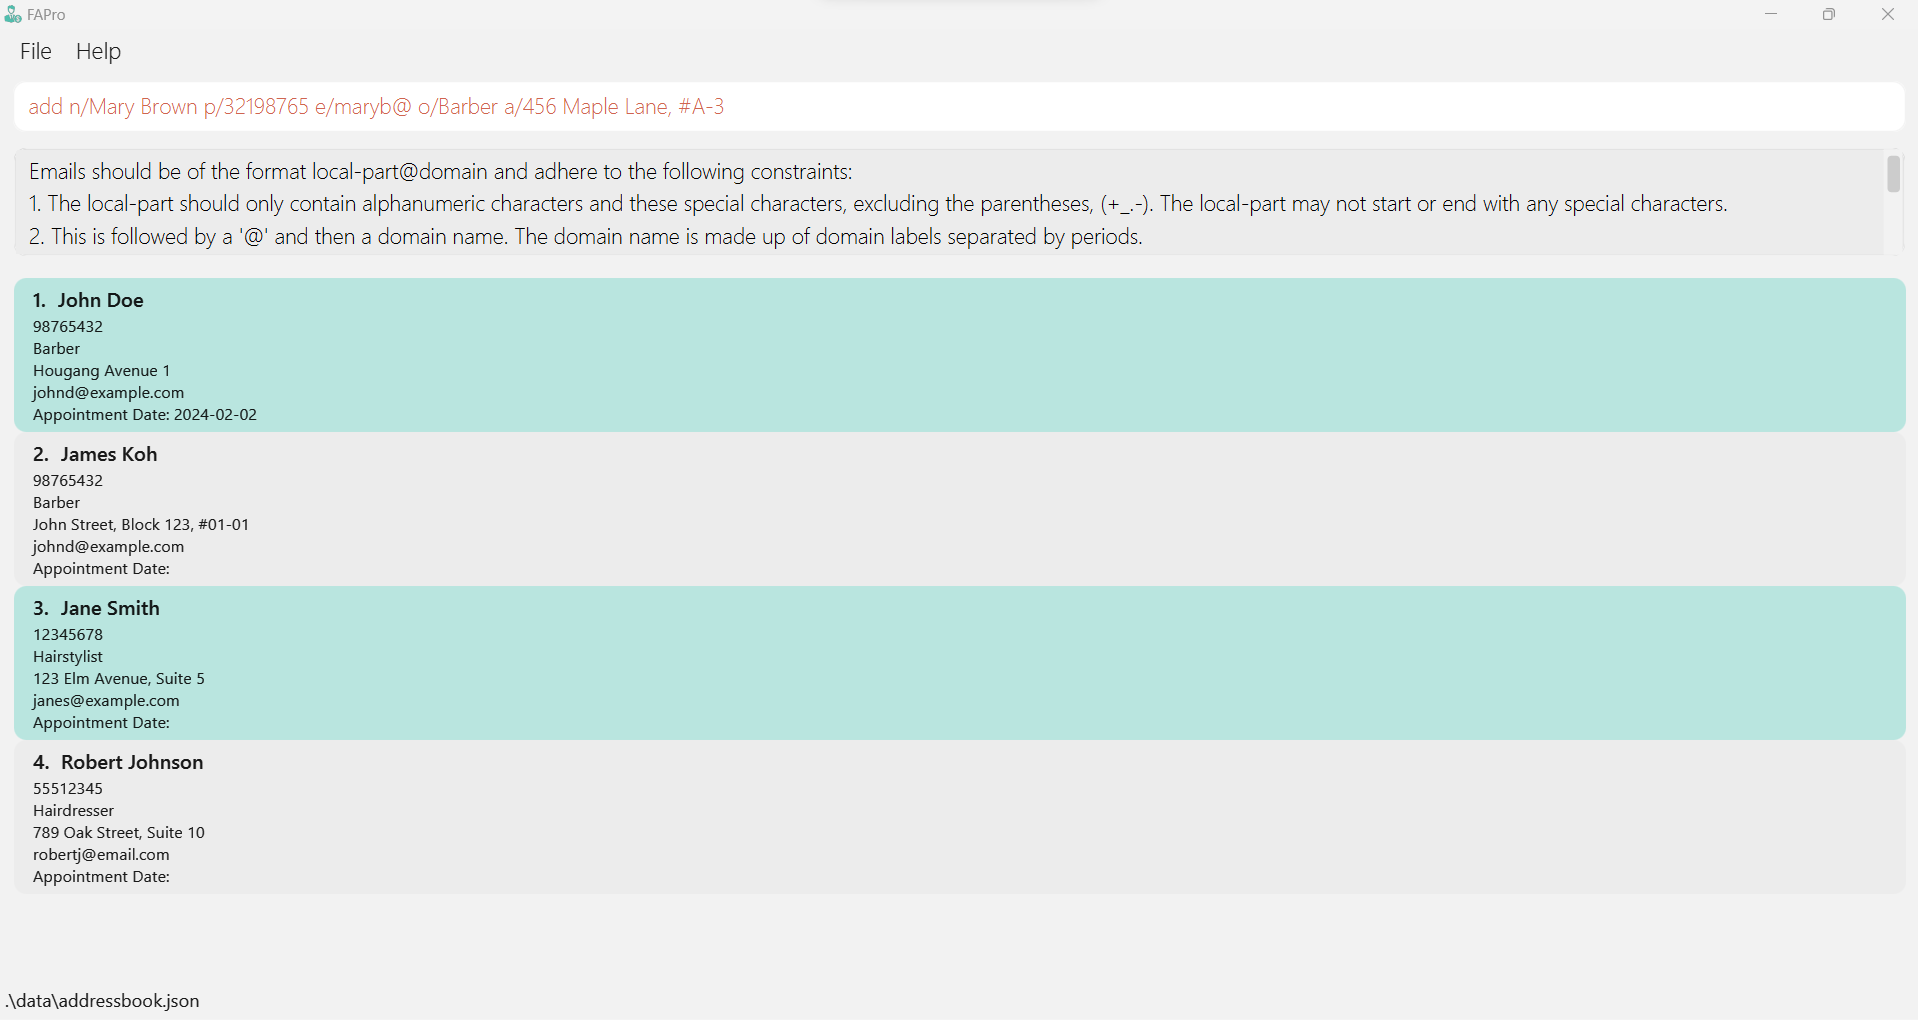 FAPro
File Help
add n/Mary Brown p/32198765 e/maryb@ o/Barber a/456 Maple Lane, #A-3
Emails should be of the format local-part@domain and adhere to the following constraints:
1. The local-part should only contain alphanumeric characters and these special characters, excluding the parentheses, (+_.-). The local-part may not start or end with any special characters.
2. This is followed by a '@' and then a domain name. The domain name is made up of domain labels separated by periods.
1. John Doe
98765432
Barber
Hougang Avenue 1
johnd@example.com
Appointment Date: 2024-02-02
2. James Koh
98765432
Barber
John Street, Block 123, #01-01
johnd@example.com
Appointment Date:
3. Jane Smith
12345678
Hairstylist
123 Elm Avenue, Suite 5
janes@example.com
Appointment Date:
4. Robert Johnson
55512345
Hairdresser
789 Oak Street, Suite 10
robertj@email.com
Appointment Date:
.\data\addressbook.json